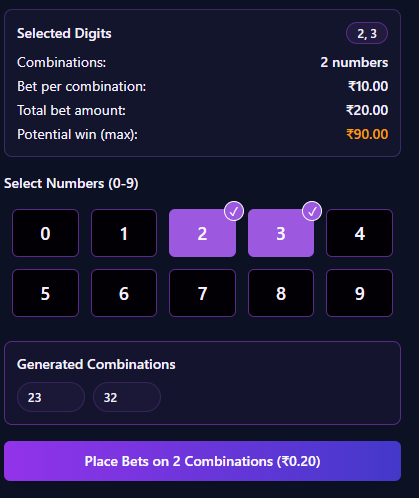 Selected Digits 2, 3
Combinations: 2 numbers
Bet per combination: ₹10.00
Total bet amount: ₹20.00
Potential win (max): ₹90.00
Select Numbers (0-9)
0 1 2 3 4
5 6 7 8 9
Generated Combinations
23 32
Place Bets on 2 Combinations (₹0.20)